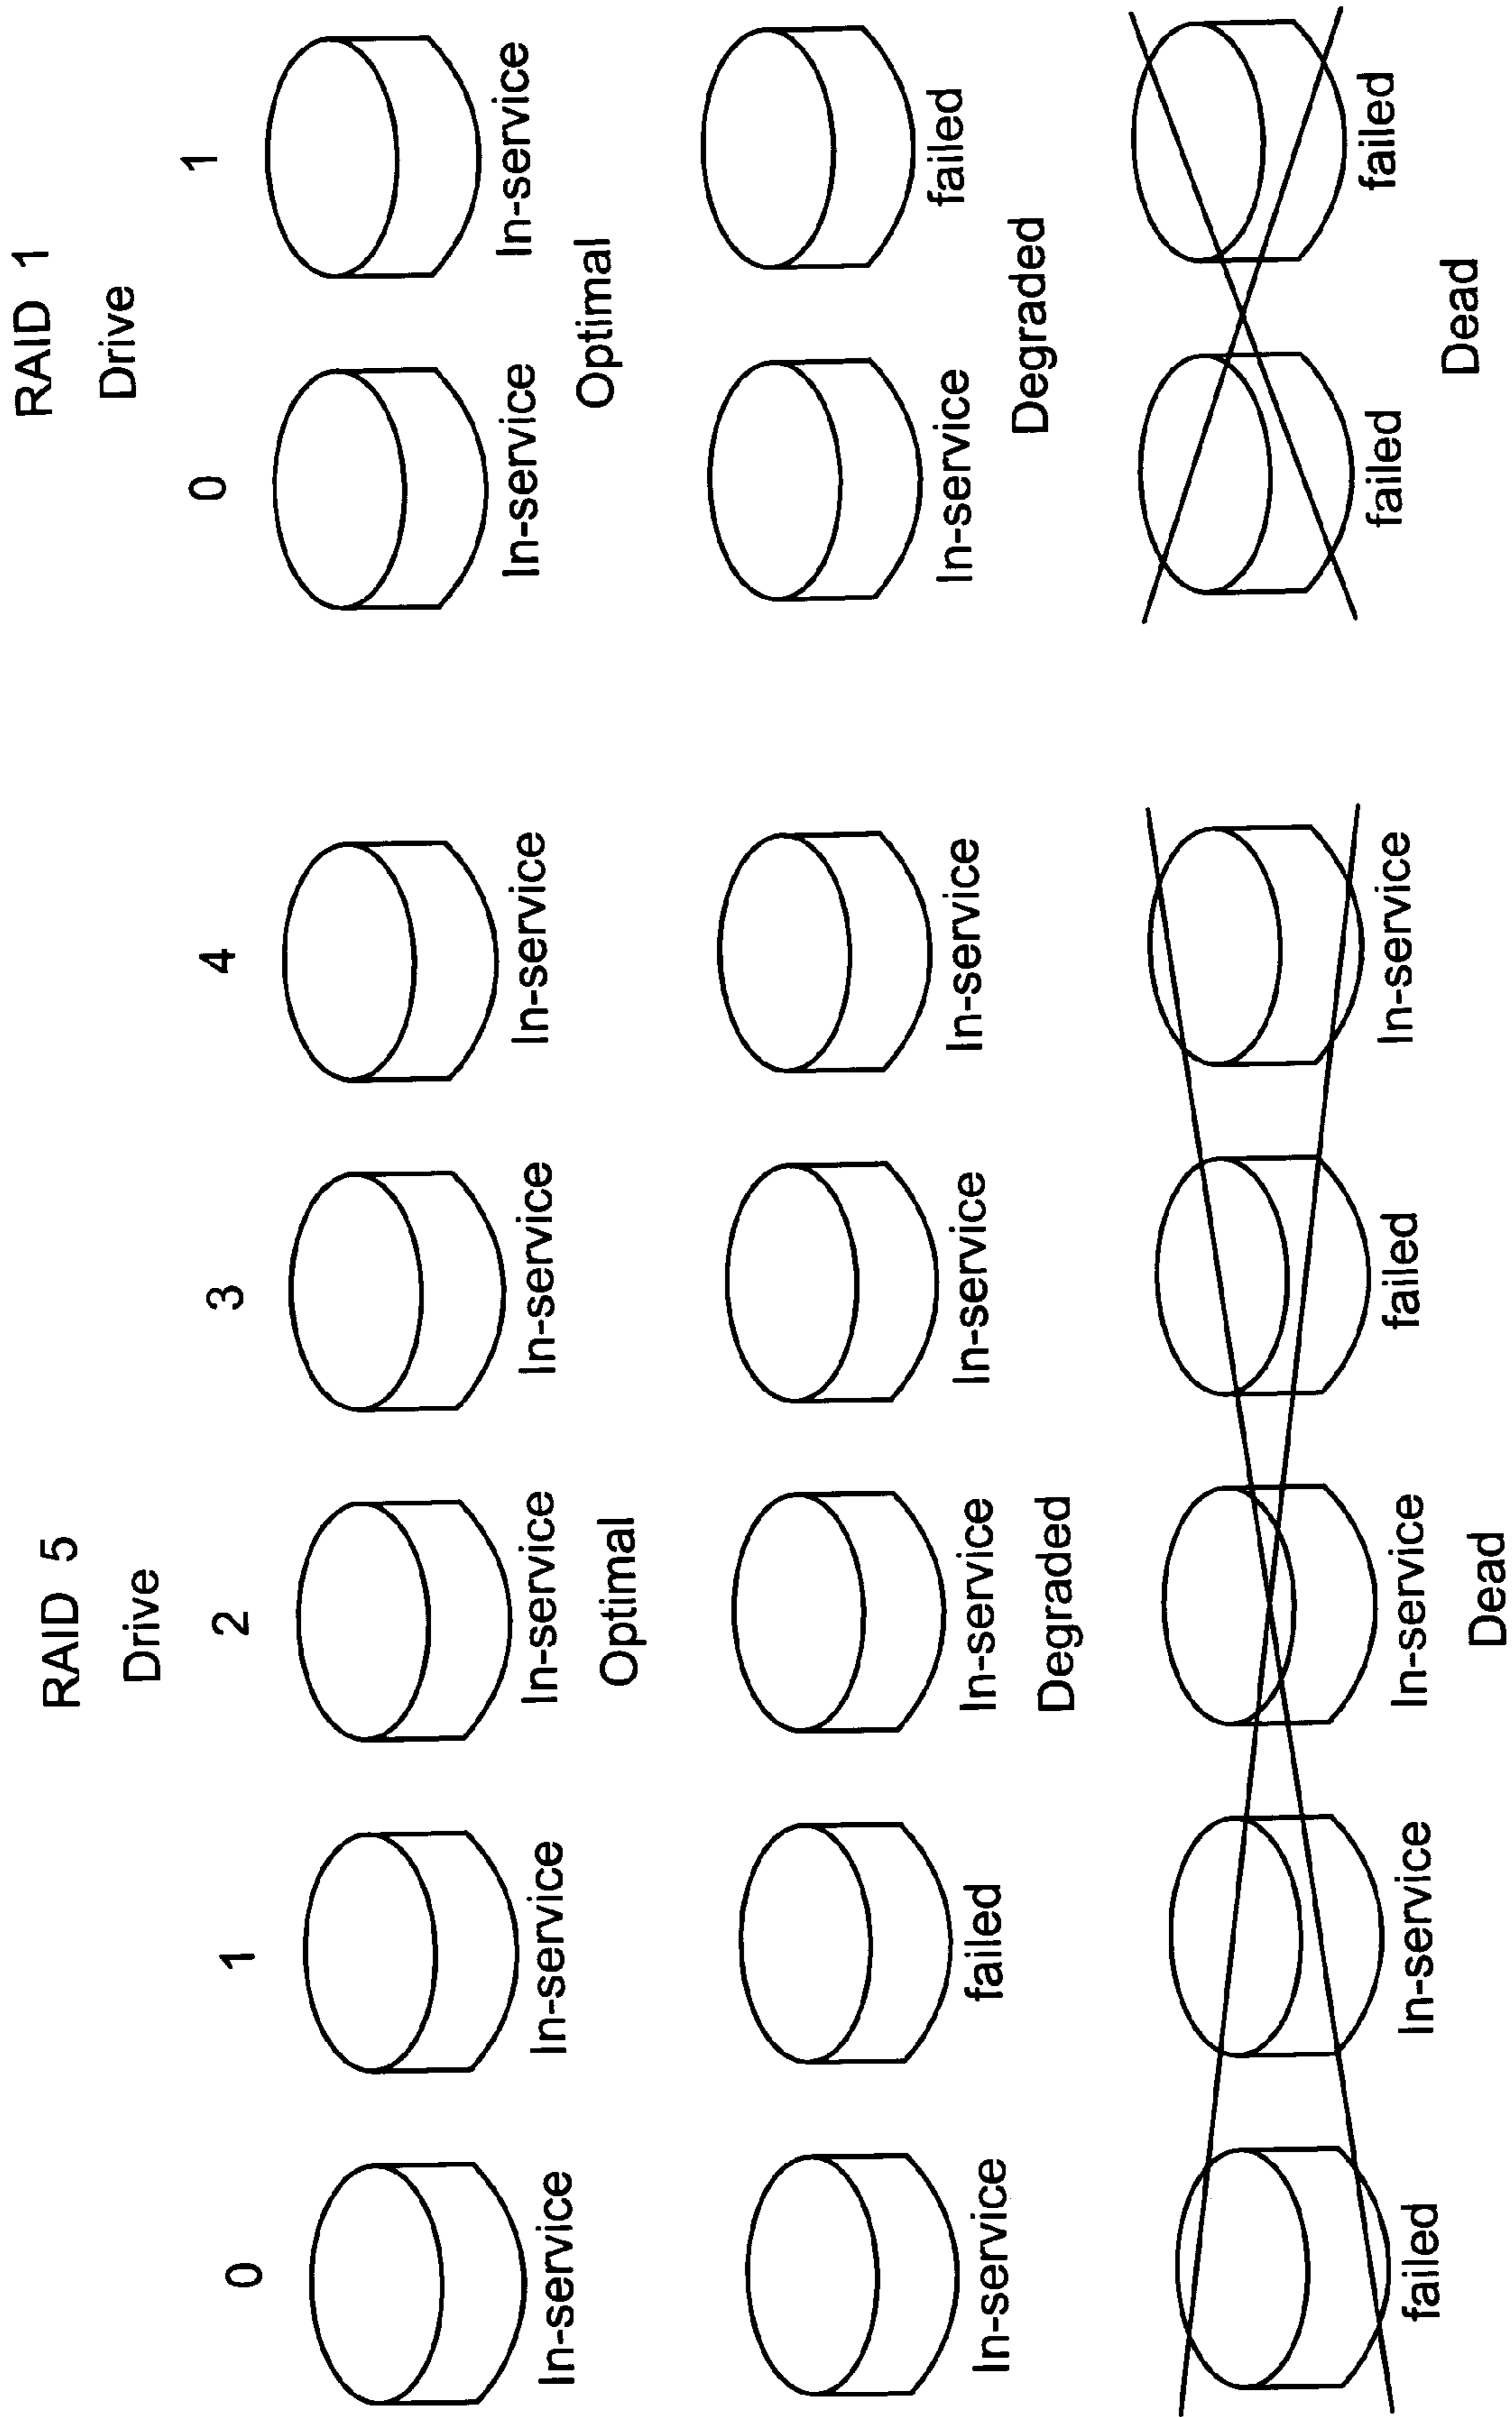 RAID 5 RAID 1
Drive Drive
0 1 2 3 4 0 1
In-service In-service In-service In-service In-service In-service In-service
Optimal Optimal
In-service failed In-service In-service In-service In-service failed
Degraded Degraded
failed In-service In-service failed In-service failed failed
Dead Dead